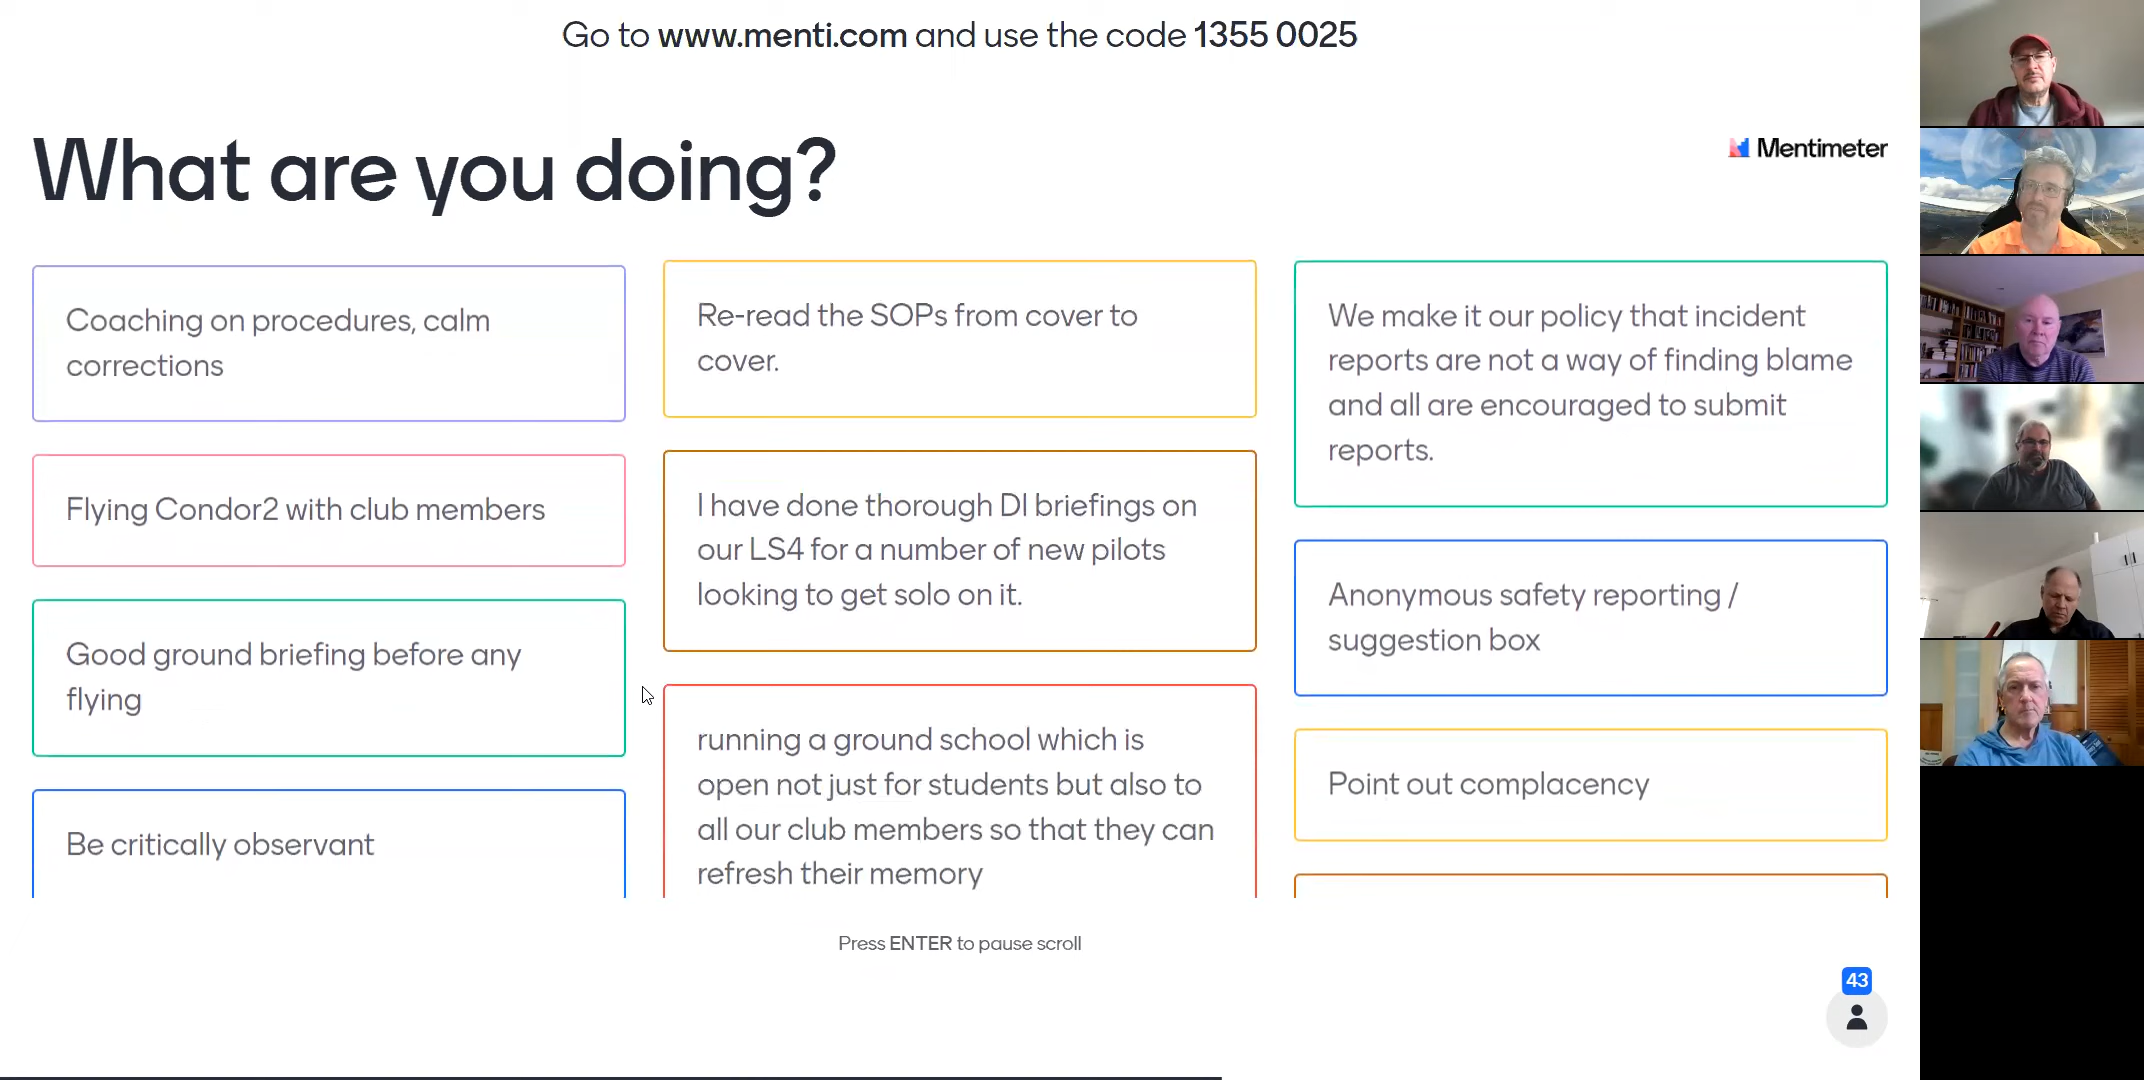 Go to www.menti.com and use the code 1355 0025
What are you doing?
Mentimeter
Coaching on procedures, calm
corrections
Flying Condor2 with club members
Good ground briefing before any
flying
Be critically observant
Re-read the SOPs from cover to
cover.
I have done thorough DI briefings on
our LS4 for a number of new pilots
looking to get solo on it.
running a ground school which is
open not just for students but also to
all our club members so that they can
refresh their memory
We make it our policy that incident
reports are not a way of finding blame
and all are encouraged to submit
reports.
Anonymous safety reporting /
suggestion box
Point out complacency
Press ENTER to pause scroll
43